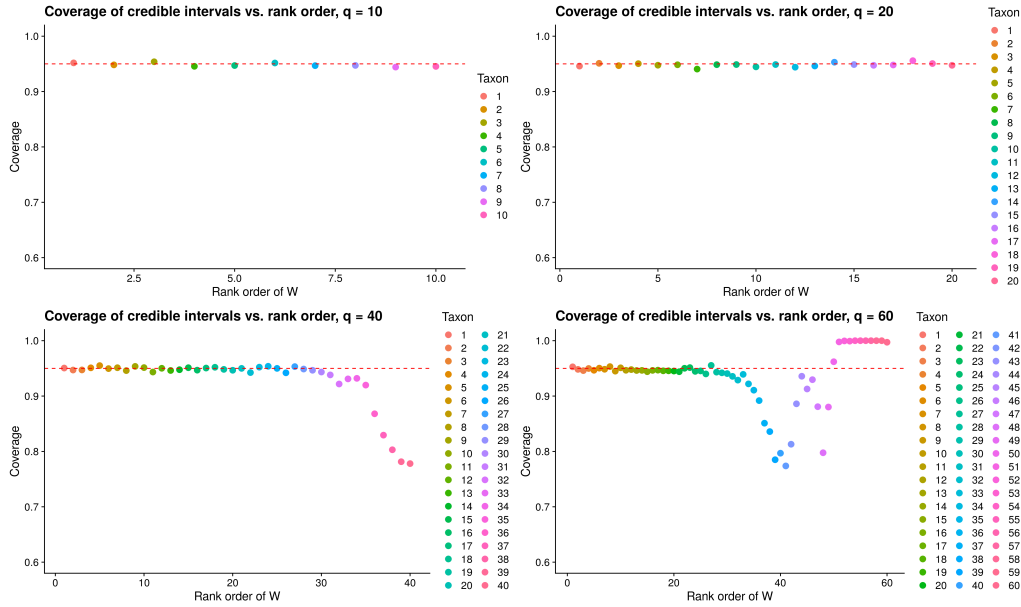 Coverage of credible intervals vs. rank order, q = 10
1.0
0.9
0.8
0.7
0.6
Coverage
2.5 5.0 7.5 10.0
Rank order of W
Taxon
1
2
3
4
5
6
7
8
9
10
Coverage of credible intervals vs. rank order, q = 20
1.0
0.9
0.8
0.7
0.6
Coverage
0 5 10 15 20
Rank order of W
Taxon
1
2
3
4
5
6
7
8
9
10
11
12
13
14
15
16
17
18
19
20
Coverage of credible intervals vs. rank order, q = 40
1.0
0.9
0.8
0.7
0.6
Coverage
0 10 20 30 40
Rank order of W
Taxon
1 21
2 22
3 23
4 24
5 25
6 26
7 27
8 28
9 29
10 30
11 31
12 32
13 33
14 34
15 35
16 36
17 37
18 38
19 39
20 40
Coverage of credible intervals vs. rank order, q = 60
1.0
0.9
0.8
0.7
0.6
Coverage
0 20 40 60
Rank order of W
Taxon
1 21 41
2 22 42
3 23 43
4 24 44
5 25 45
6 26 46
7 27 47
8 28 48
9 29 49
10 30 50
11 31 51
12 32 52
13 33 53
14 34 54
15 35 55
16 36 56
17 37 57
18 38 58
19 39 59
20 40 60